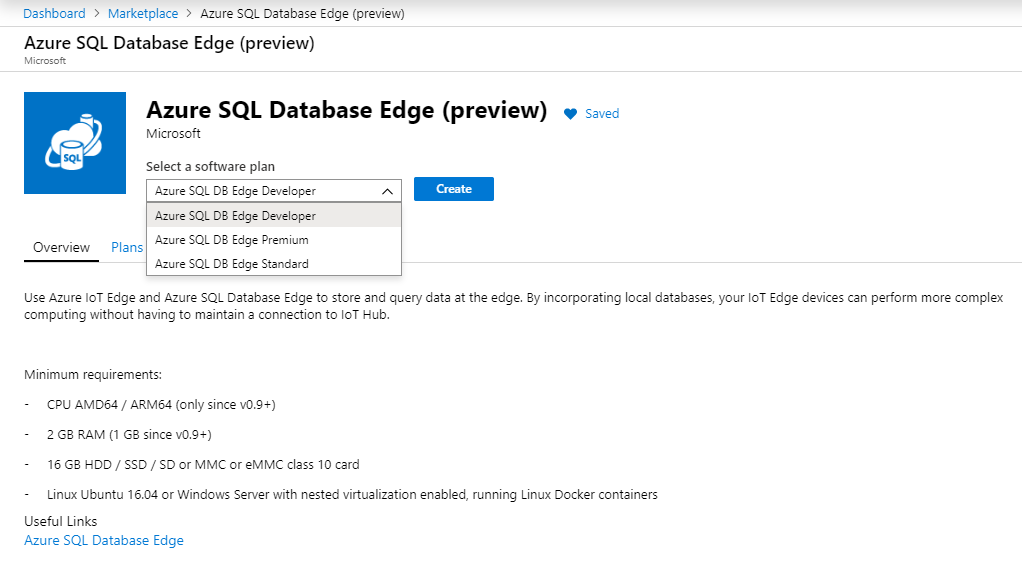 Dashboard > Marketplace > Azure SQL Database Edge (preview)
Azure SQL Database Edge (preview)
Microsoft
SQL
Azure SQL Database Edge (preview)
Saved
Microsoft
Select a software plan
Azure SQL DB Edge Developer
Create
Azure SQL DB Edge Developer
Azure SQL DB Edge Premium
Azure SQL DB Edge Standard
Overview Plans
Use Azure IoT Edge and Azure SQL Database Edge to store and query data at the edge. By incorporating local databases, your IoT Edge devices can perform more complex
computing without having to maintain a connection to IoT Hub.
Minimum requirements:
- CPU AMD64 / ARM64 (only since v0.9+)
- 2 GB RAM (1 GB since v0.9+)
- 16 GB HDD / SSD / SD or MMC or eMMC class 10 card
- Linux Ubuntu 16.04 or Windows Server with nested virtualization enabled, running Linux Docker containers
Useful Links
Azure SQL Database Edge